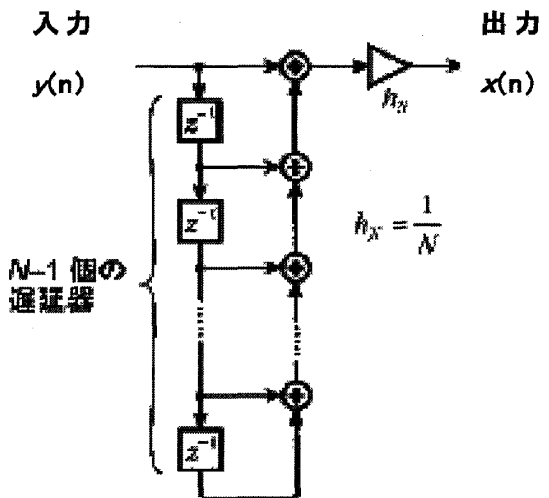 入力
出力
y(n)
x(n)
h_N
z^{-1}
z^{-1}
h_N = 1/N
N−1 個の
遅延器
z^{-1}